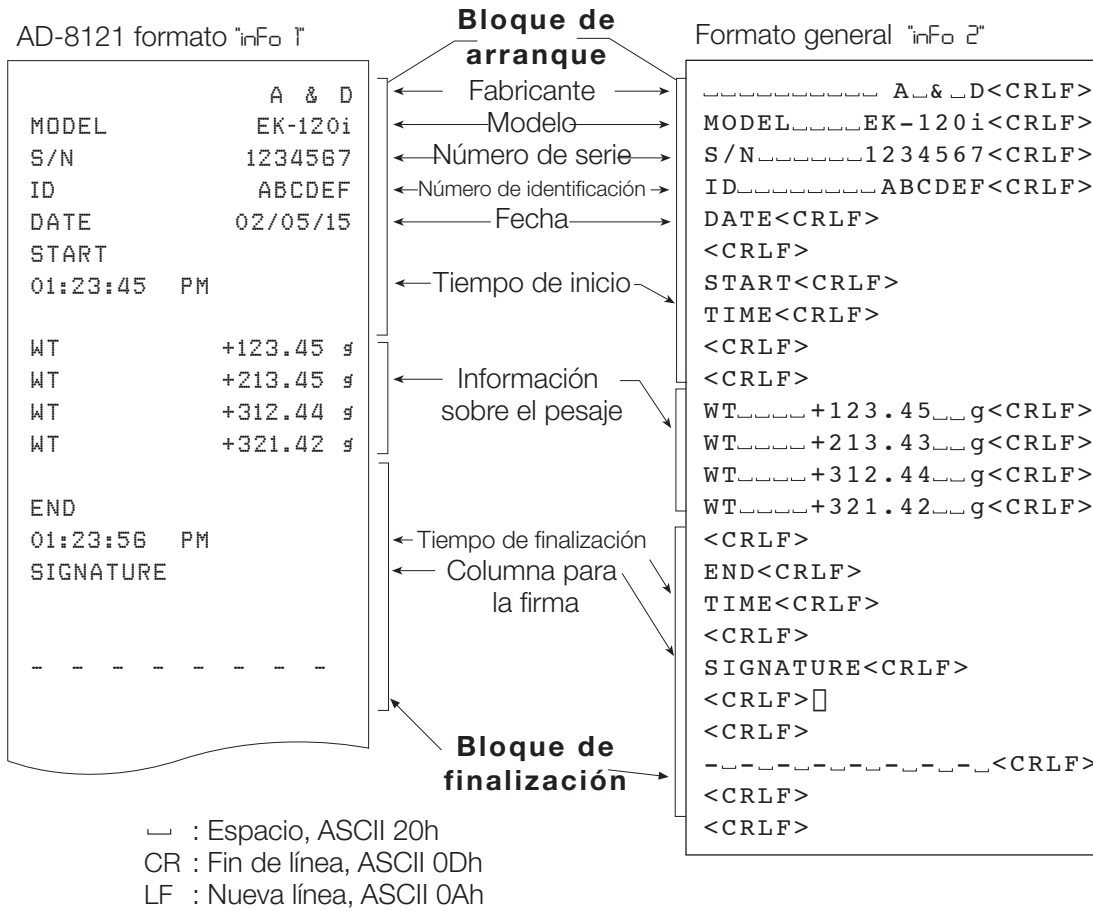 AD-8121 formato "inFo 1"
A & D
MODEL EK-120i
S/N 1234567
ID ABCDEF
DATE 02/05/15
START
01:23:45 PM
WT +123.45 g
WT +213.45 g
WT +312.44 g
WT +321.42 g
END
01:23:56 PM
SIGNATURE
- - - - - - - -
Bloque de
arranque
Fabricante
Modelo
Número de serie
Número de identificación
Fecha
Tiempo de inicio
Información
sobre el pesaje
Tiempo de finalización
Columna para
la firma
Bloque de
finalización
Formato general "inFo 2"
␣␣␣␣␣␣␣␣␣␣ A␣&␣D<CRLF>
MODEL␣␣␣␣EK-120i<CRLF>
S/N␣␣␣␣␣␣1234567<CRLF>
ID␣␣␣␣␣␣␣␣ABCDEF<CRLF>
DATE<CRLF>
<CRLF>
START<CRLF>
TIME<CRLF>
<CRLF>
<CRLF>
WT␣␣␣␣+123.45␣␣g<CRLF>
WT␣␣␣␣+213.43␣␣g<CRLF>
WT␣␣␣␣+312.44␣␣g<CRLF>
WT␣␣␣␣+321.42␣␣g<CRLF>
<CRLF>
END<CRLF>
TIME<CRLF>
<CRLF>
SIGNATURE<CRLF>
<CRLF>▯
<CRLF>
-␣-␣-␣-␣-␣-␣-␣-␣<CRLF>
<CRLF>
<CRLF>
␣ : Espacio, ASCII 20h
CR : Fin de línea, ASCII 0Dh
LF : Nueva línea, ASCII 0Ah